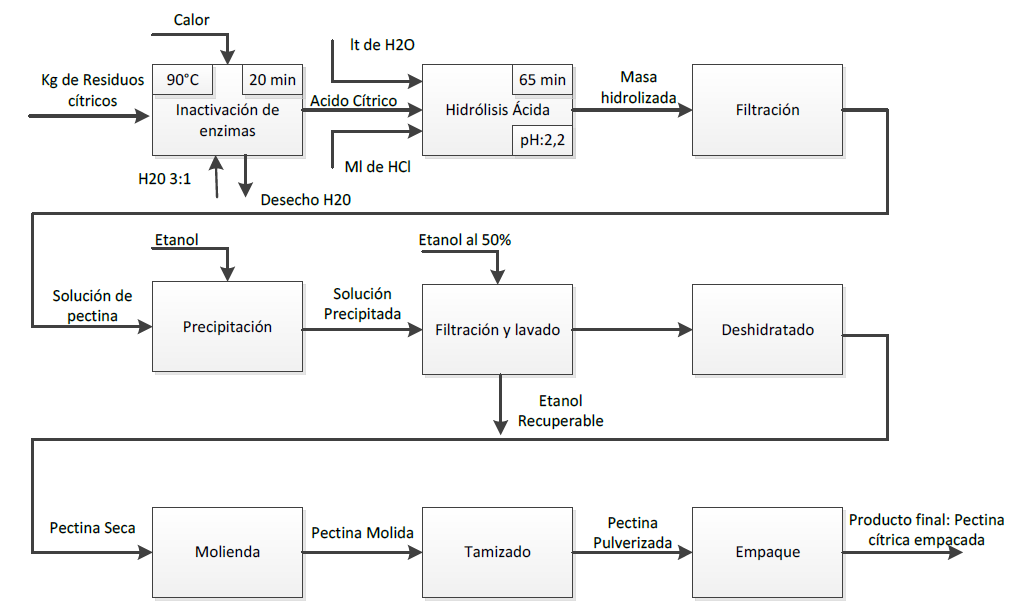 Calor
lt de H2O
Kg de Residuos
cítricos
90°C
20 min
Inactivación de
enzimas
Acido Cítrico
65 min
Hidrólisis Ácida
pH:2,2
Masa
hidrolizada
Filtración
Ml de HCl
H20 3:1
Desecho H20
Etanol
Etanol al 50%
Solución de
pectina
Precipitación
Solución
Precipitada
Filtración y lavado
Deshidratado
Etanol
Recuperable
Pectina Seca
Molienda
Pectina Molida
Tamizado
Pectina
Pulverizada
Empaque
Producto final: Pectina
cítrica empacada